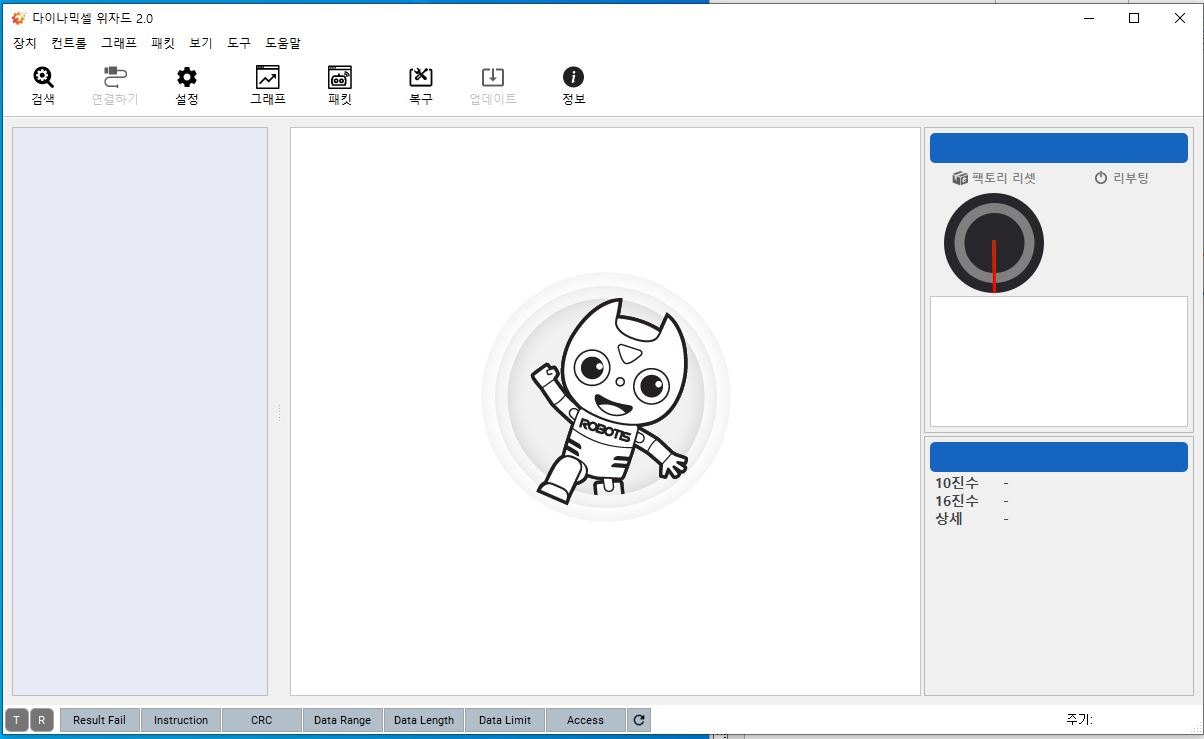 다이나믹셀 위자드 2.0
장치 컨트롤 그래프 패킷 보기 도구 도움말
검색 연결하기 설정 그래프 패킷 복구 업데이트 정보
팩토리 리셋 리부팅
ROBOTIS
10진수 -
16진수 -
상세 -
T R Result Fail Instruction CRC Data Range Data Length Data Limit Access 주기: